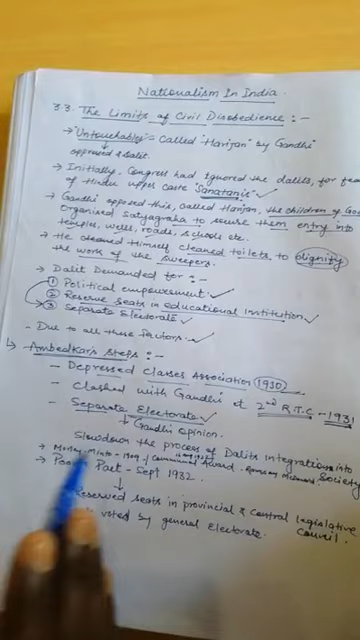 Nationalism In India.
3.3. The Limits of Civil Disobedience :-
→ "Untouchables" = Called "Harijan" by Gandhi
oppressed & Dalit.
→ Initially, Congress had ignored the dalits, for fear
of Hindu upper caste "Sanatanis" ✓
→ Gandhi opposed this, called Harijan, the children of God
Organised Satyagraha to secure them entry into
temples, wells, roads & schools etc.
→ He cleaned Himself cleaned toilets to dignity
the work of the sweepers.
→ Dalit Demanded for :-
① Political empowerment ✓
② Reserve seats in educational Institution ✓
③ Separate Electorate ✓
- Due to all these factors. ✓
↳ Ambedkar's Steps :-
- Depressed Classes Association 1930
- Clashed with Gandhi at 2nd R.T.C - 1931
- Separate Electorate ✓
↳ Gandhi Opinion.
Slowdown the process of Dalits Integration into
Society
→ Minto - 1909 / Communal Award.
→ Pact - Sept 1932.
Reserved seats in provincial & Central legislative
Council.
voted by general Electorate.